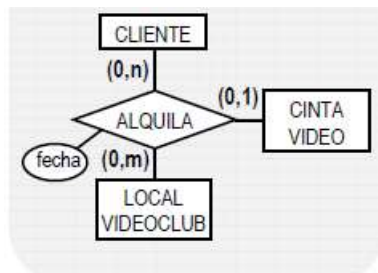 CLIENTE
(0,n)
(0,1)
ALQUILA
CINTA
VIDEO
fecha
(0,m)
LOCAL
VIDEOCLUB